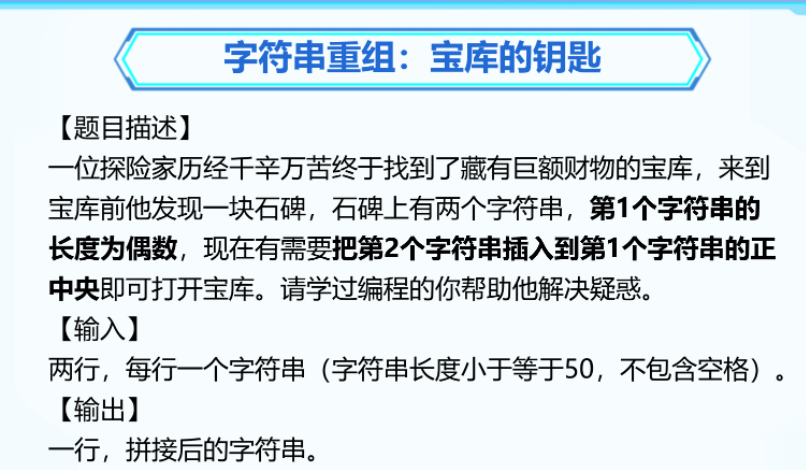 字符串重组：宝库的钥匙
【题目描述】
一位探险家历经千辛万苦终于找到了藏有巨额财物的宝库，来到
宝库前他发现一块石碑，石碑上有两个字符串，第1个字符串的
长度为偶数，现在有需要把第2个字符串插入到第1个字符串的正
中央即可打开宝库。请学过编程的你帮助他解决疑惑。
【输入】
两行，每行一个字符串（字符串长度小于等于50，不包含空格）。
【输出】
一行，拼接后的字符串。